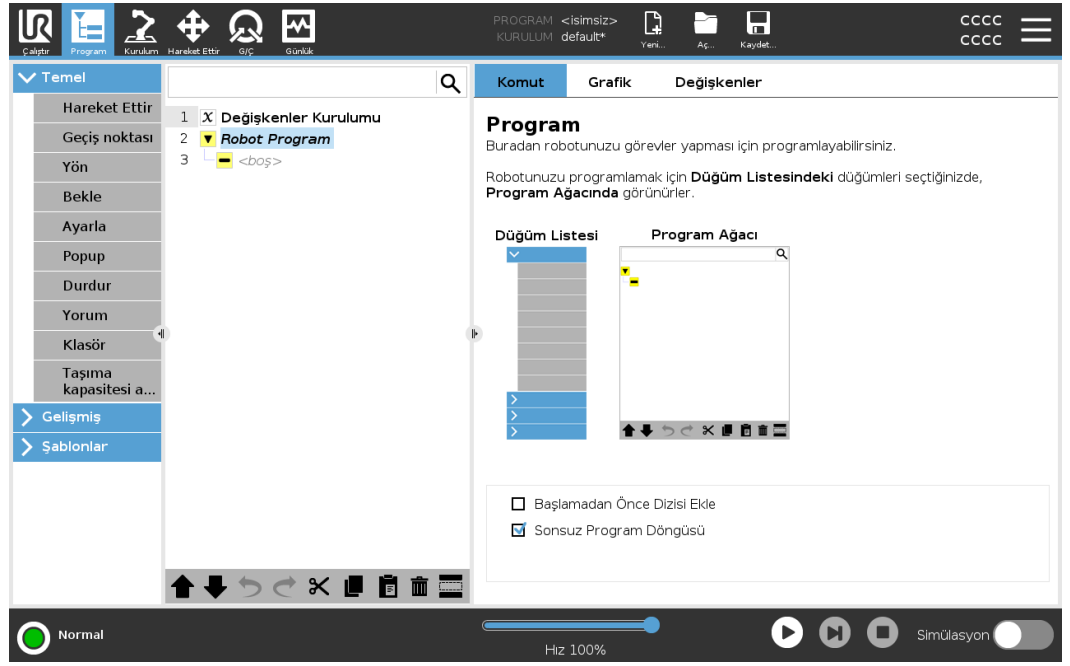 UR
PROGRAM <isimsiz>
KURULUM default*
cccc
cccc
Çalıştır Program Kurulum Hareket Ettir G/Ç Günlük Yeni... Aç... Kaydet...
Temel
Hareket Ettir
Geçiş noktası
Yön
Bekle
Ayarla
Popup
Durdur
Yorum
Klasör
Taşıma
kapasitesi a...
Gelişmiş
Şablonlar
1 x Değişkenler Kurulumu
2 Robot Program
3 <boş>
Komut Grafik Değişkenler
Program
Buradan robotunuzu görevler yapması için programlayabilirsiniz.
Robotunuzu programlamak için Düğüm Listesindeki düğümleri seçtiğinizde,
Program Ağacında görünürler.
Düğüm Listesi Program Ağacı
Başlamadan Önce Dizisi Ekle
Sonsuz Program Döngüsü
Normal
Hız 100%
Simülasyon